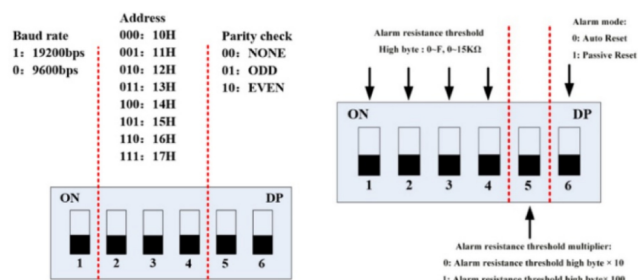 Baud rate
1: 19200bps
0: 9600bps
Address
000: 10H
001: 11H
010: 12H
011: 13H
100: 14H
101: 15H
110: 16H
111: 17H
Parity check
00: NONE
01: ODD
10: EVEN
ON DP
1 2 3 4 5 6
Alarm resistance threshold
High byte : 0~F, 0~15KΩ
Alarm mode:
0: Auto Reset
1: Passive Reset
ON DP
1 2 3 4 5 6
Alarm resistance threshold multiplier:
0: Alarm resistance threshold high byte × 10
1: Alarm resistance threshold high byte× 100